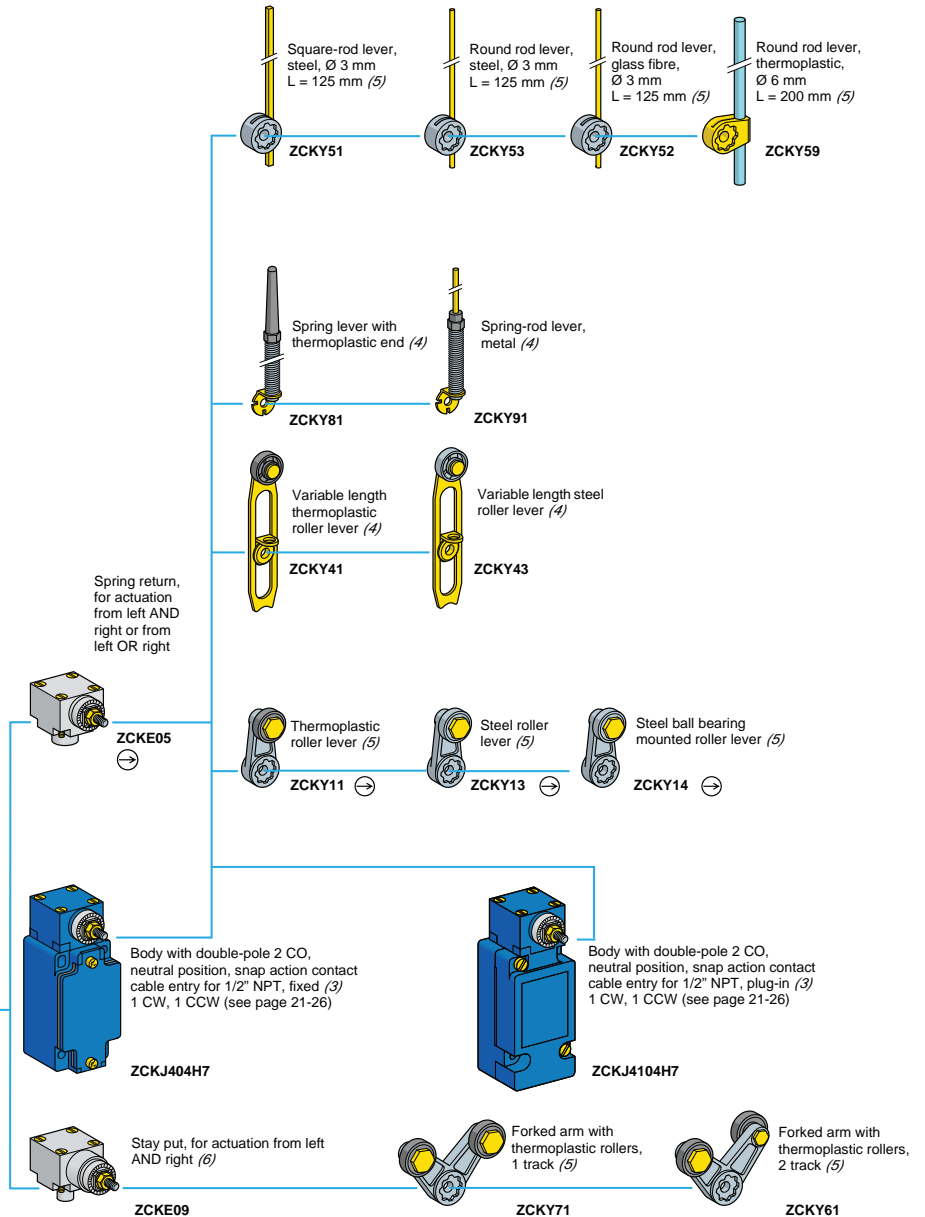 Square-rod lever,
steel, Ø 3 mm
L = 125 mm (5)
ZCKY51
Round rod lever,
steel, Ø 3 mm
L = 125 mm (5)
ZCKY53
Round rod lever,
glass fibre,
Ø 3 mm
L = 125 mm (5)
ZCKY52
Round rod lever,
thermoplastic,
Ø 6 mm
L = 200 mm (5)
ZCKY59
Spring lever with
thermoplastic end (4)
ZCKY81
Spring-rod lever,
metal (4)
ZCKY91
Variable length
thermoplastic
roller lever (4)
ZCKY41
Variable length steel
roller lever (4)
ZCKY43
Spring return,
for actuation
from left AND
right or from
left OR right
ZCKE05
Thermoplastic
roller lever (5)
ZCKY11
Steel roller
lever (5)
ZCKY13
Steel ball bearing
mounted roller lever (5)
ZCKY14
Body with double-pole 2 CO,
neutral position, snap action contact
cable entry for 1/2” NPT, fixed (3)
1 CW, 1 CCW (see page 21-26)
ZCKJ404H7
Body with double-pole 2 CO,
neutral position, snap action contact
cable entry for 1/2” NPT, plug-in (3)
1 CW, 1 CCW (see page 21-26)
ZCKJ4104H7
Stay put, for actuation from left
AND right (6)
ZCKE09
Forked arm with
thermoplastic rollers,
1 track (5)
ZCKY71
Forked arm with
thermoplastic rollers,
2 track (5)
ZCKY61